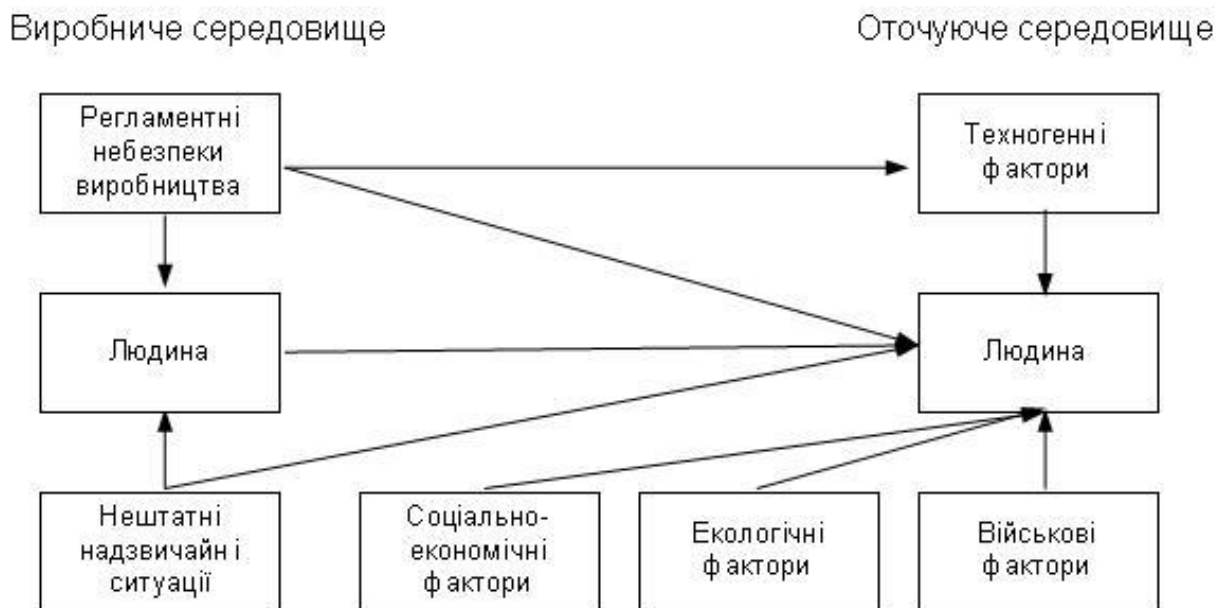 Виробниче середовище
Оточуюче середовище
Регламентні
небезпеки
виробництва
Техногенні
фактори
Людина
Людина
Нештатні
надзвичайні
ситуації
Соціально-
економічні
фактори
Екологічні
фактори
Військові
фактори